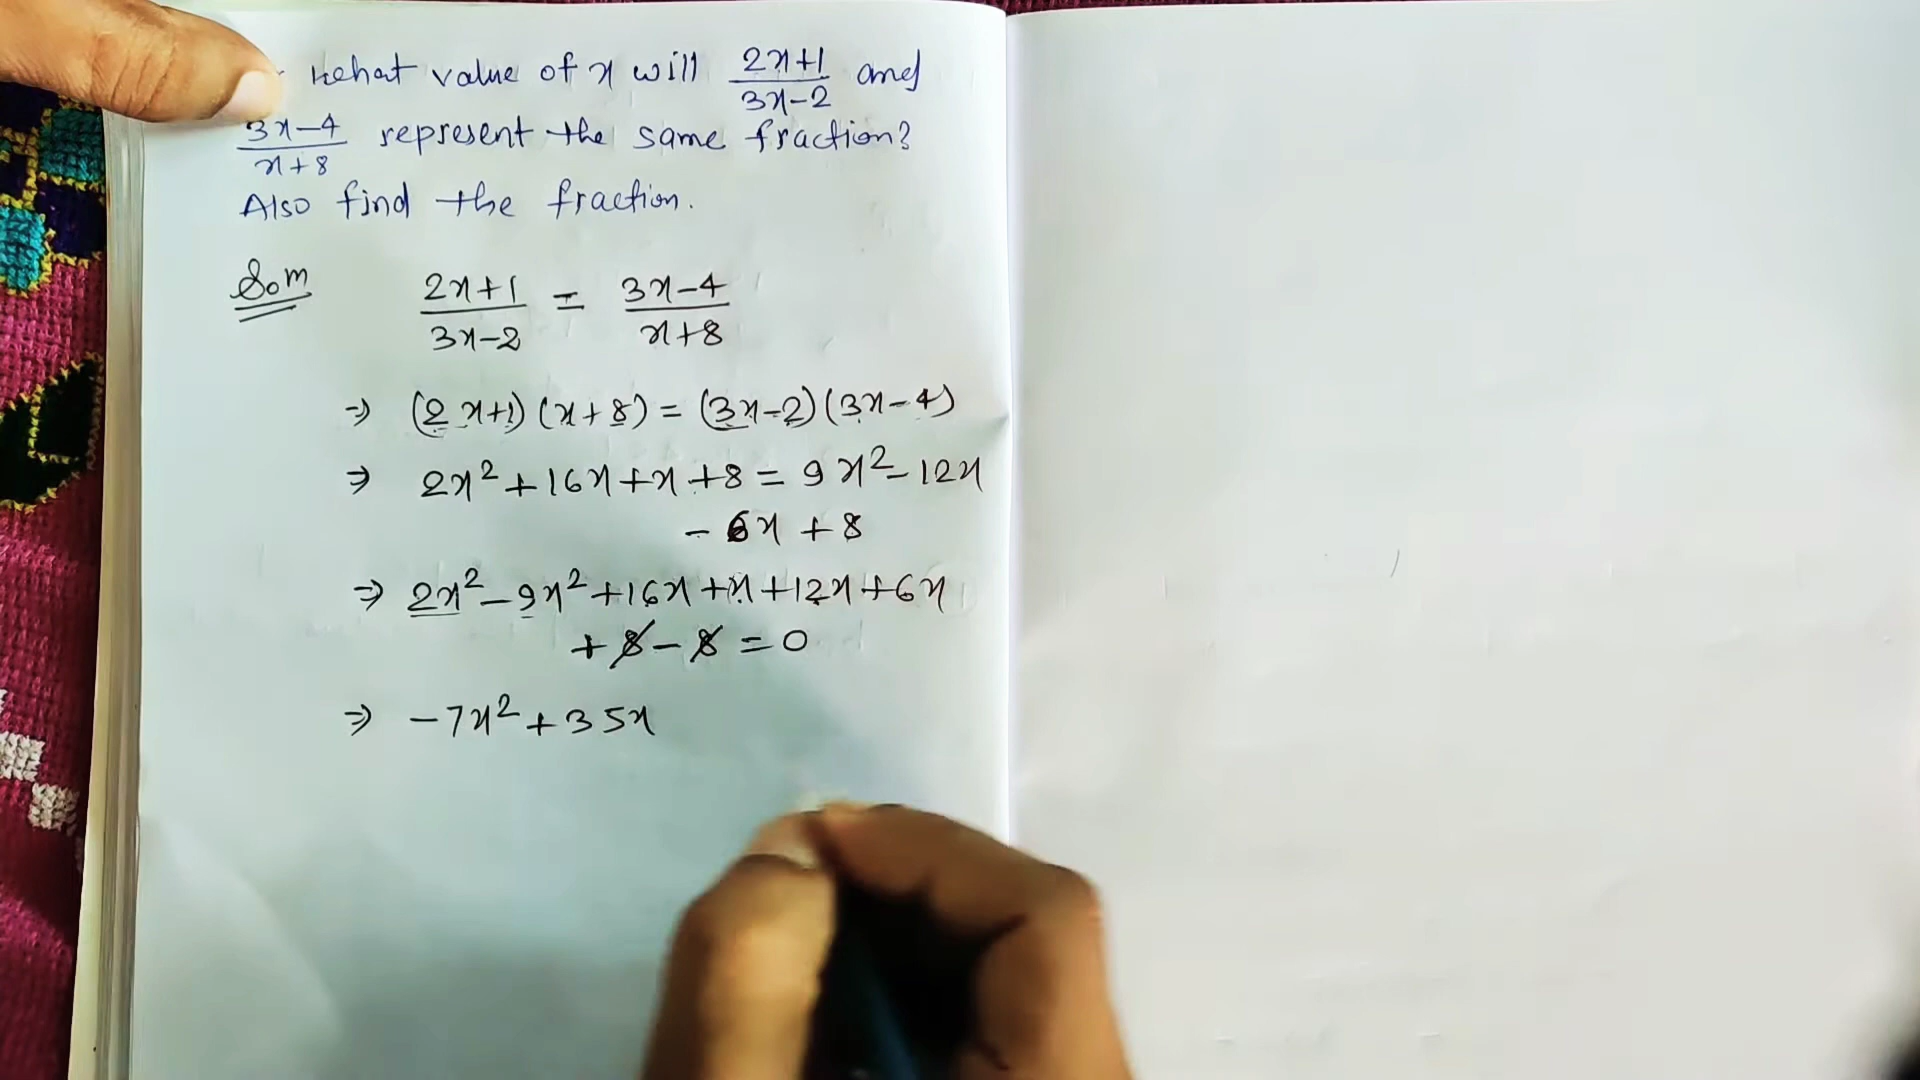 what value of x will (2x+1)/(3x-2) and
(3x-4)/(x+8) represent the same fraction?
Also find the fraction.
Soln (2x+1)/(3x-2) = (3x-4)/(x+8)
⇒ (2x+1)(x+8) = (3x-2)(3x-4)
⇒ 2x²+16x+x+8 = 9x²-12x
-6x+8
⇒ 2x²-9x²+16x+x+12x+6x
+8-8=0
⇒ -7x²+35x